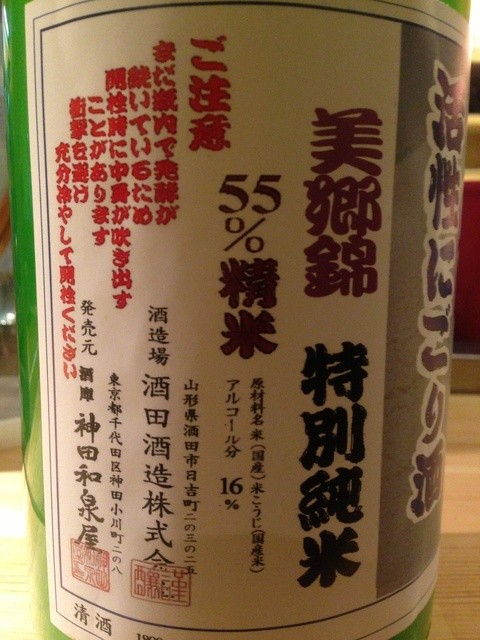 活性にごり酒
美郷錦 特別純米
55%精米
原材料名 米(国産)米こうじ(国産米)
アルコール分 16%
ご注意
まだ瓶内で発酵が
続いているため
開栓時に中身が吹き出す
ことがあります
衝撃を避け
充分冷やして開栓ください
山形県酒田市日吉町二の三の二五
酒造場 酒田酒造株式会
東京都千代田区神田小川町二の八
発売元 酒庫 神田和泉屋
謹醸
清酒